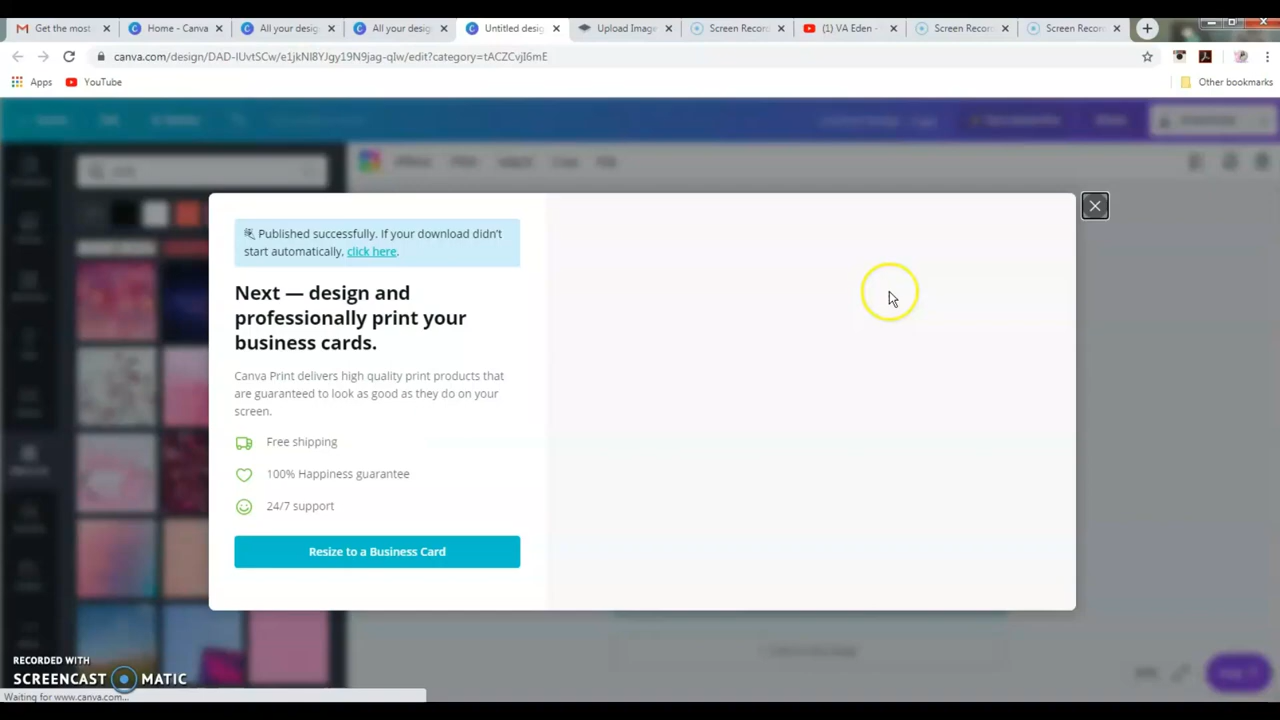 Get the most
Home - Canva
All your desig
All your desig
Untitled desig
Upload Image
Screen Record
(1) VA Eden -
Screen Record
Screen Record
canva.com/design/DAD-IUvtSCw/e1jkNI8YJgy19N9jag-qIw/edit?category=tACZCvjI6mE
Apps
YouTube
Other bookmarks
Published successfully. If your download didn't
start automatically, click here.
Next — design and
professionally print your
business cards.
Canva Print delivers high quality print products that
are guaranteed to look as good as they do on your
screen.
Free shipping
100% Happiness guarantee
24/7 support
Resize to a Business Card
RECORDED WITH
SCREENCAST MATIC
Waiting for www.canva.com...